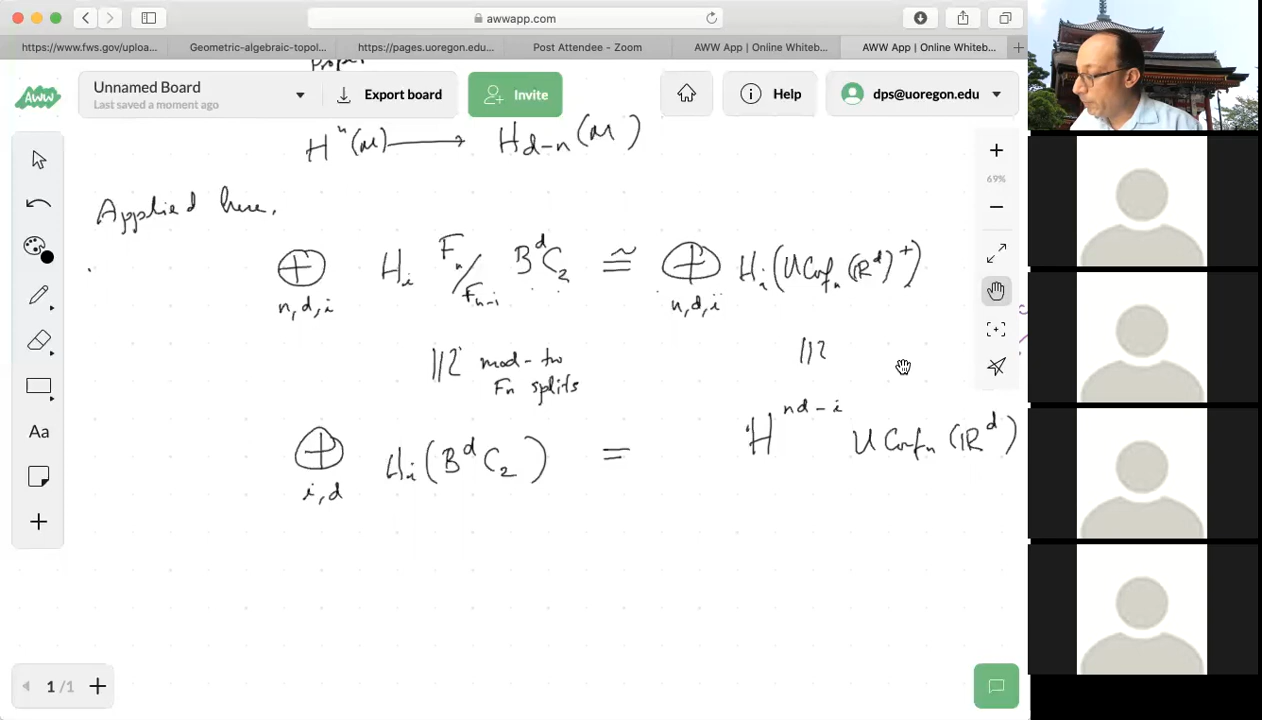 awwapp.com
https://www.fws.gov/uploa...
Geometric-algebraic-topol...
https://pages.uoregon.edu...
Post Attendee - Zoom
AWW App | Online Whiteb...
AWW App | Online Whiteb...
AWW
Unnamed Board
Last saved a moment ago
Export board
Invite
Help
dps@uoregon.edu
69%
H^n(M) ⟶ H_{d-n}(M)
Applied here.
⊕_{n,d,i} H_i F_n/F_{n-1} B^dC_2 ≅ ⊕_{n,d,i} H_i(UConf_n(ℝ^d)^+)
mod-two
F_n splits
⊕_{i,d} H_i(B^dC_2) = H^{nd-i} UConf_n(ℝ^d)
Aa
1 /1